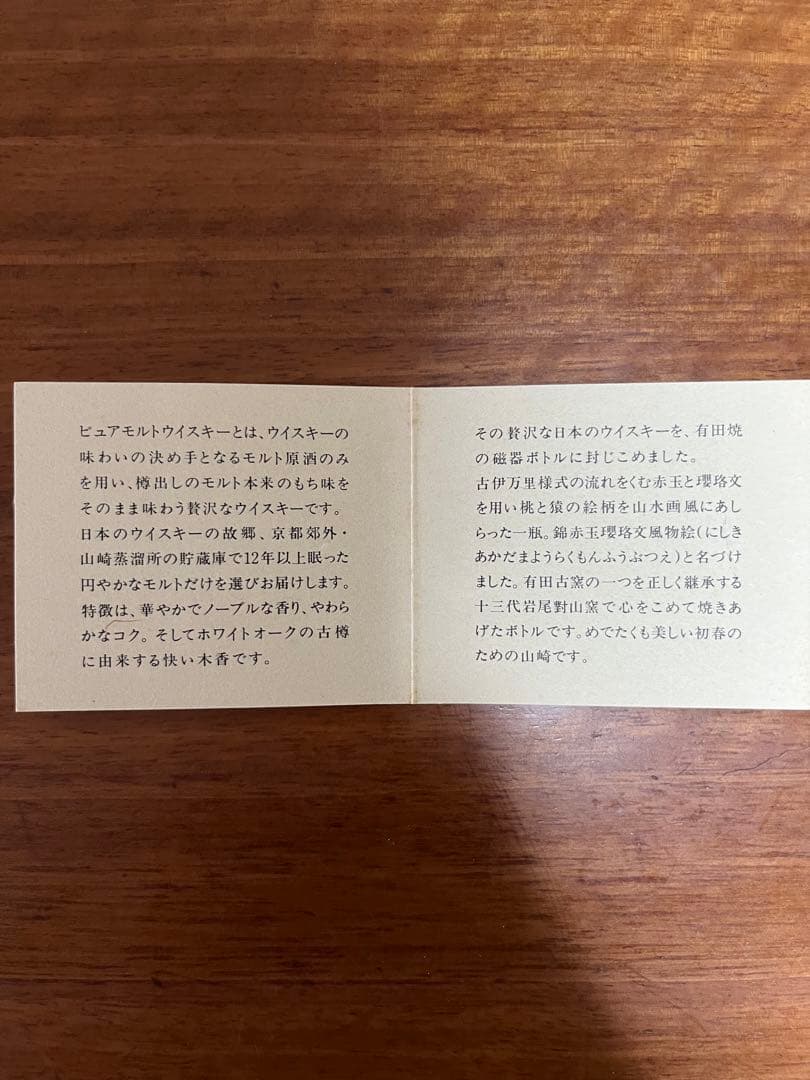 ピュアモルトウイスキーとは、ウイスキーの
味わいの決め手となるモルト原酒のみ
を用い、樽出しのモルト本来のもち味を
そのまま味わう贅沢なウイスキーです。
日本のウイスキーの故郷、京都郊外・
山崎蒸溜所の貯蔵庫で12年以上眠った
円やかなモルトだけを選びお届けします。
特徴は、華やかでノーブルな香り、やわら
かなコク。そしてホワイトオークの古樽
に由来する快い木香です。
その贅沢な日本のウイスキーを、有田焼
の磁器ボトルに封じこめました。
古伊万里様式の流れをくむ赤玉と瓔珞文
を用い桃と猿の絵柄を山水画風にあし
らった一瓶。錦赤玉瓔珞文風物絵(にしき
あかだまようらくもんふうぶつえ)と名づけ
ました。有田古窯の一つを正しく継承する
十三代岩尾對山窯で心をこめて焼きあ
げたボトルです。めでたくも美しい初春の
ための山崎です。